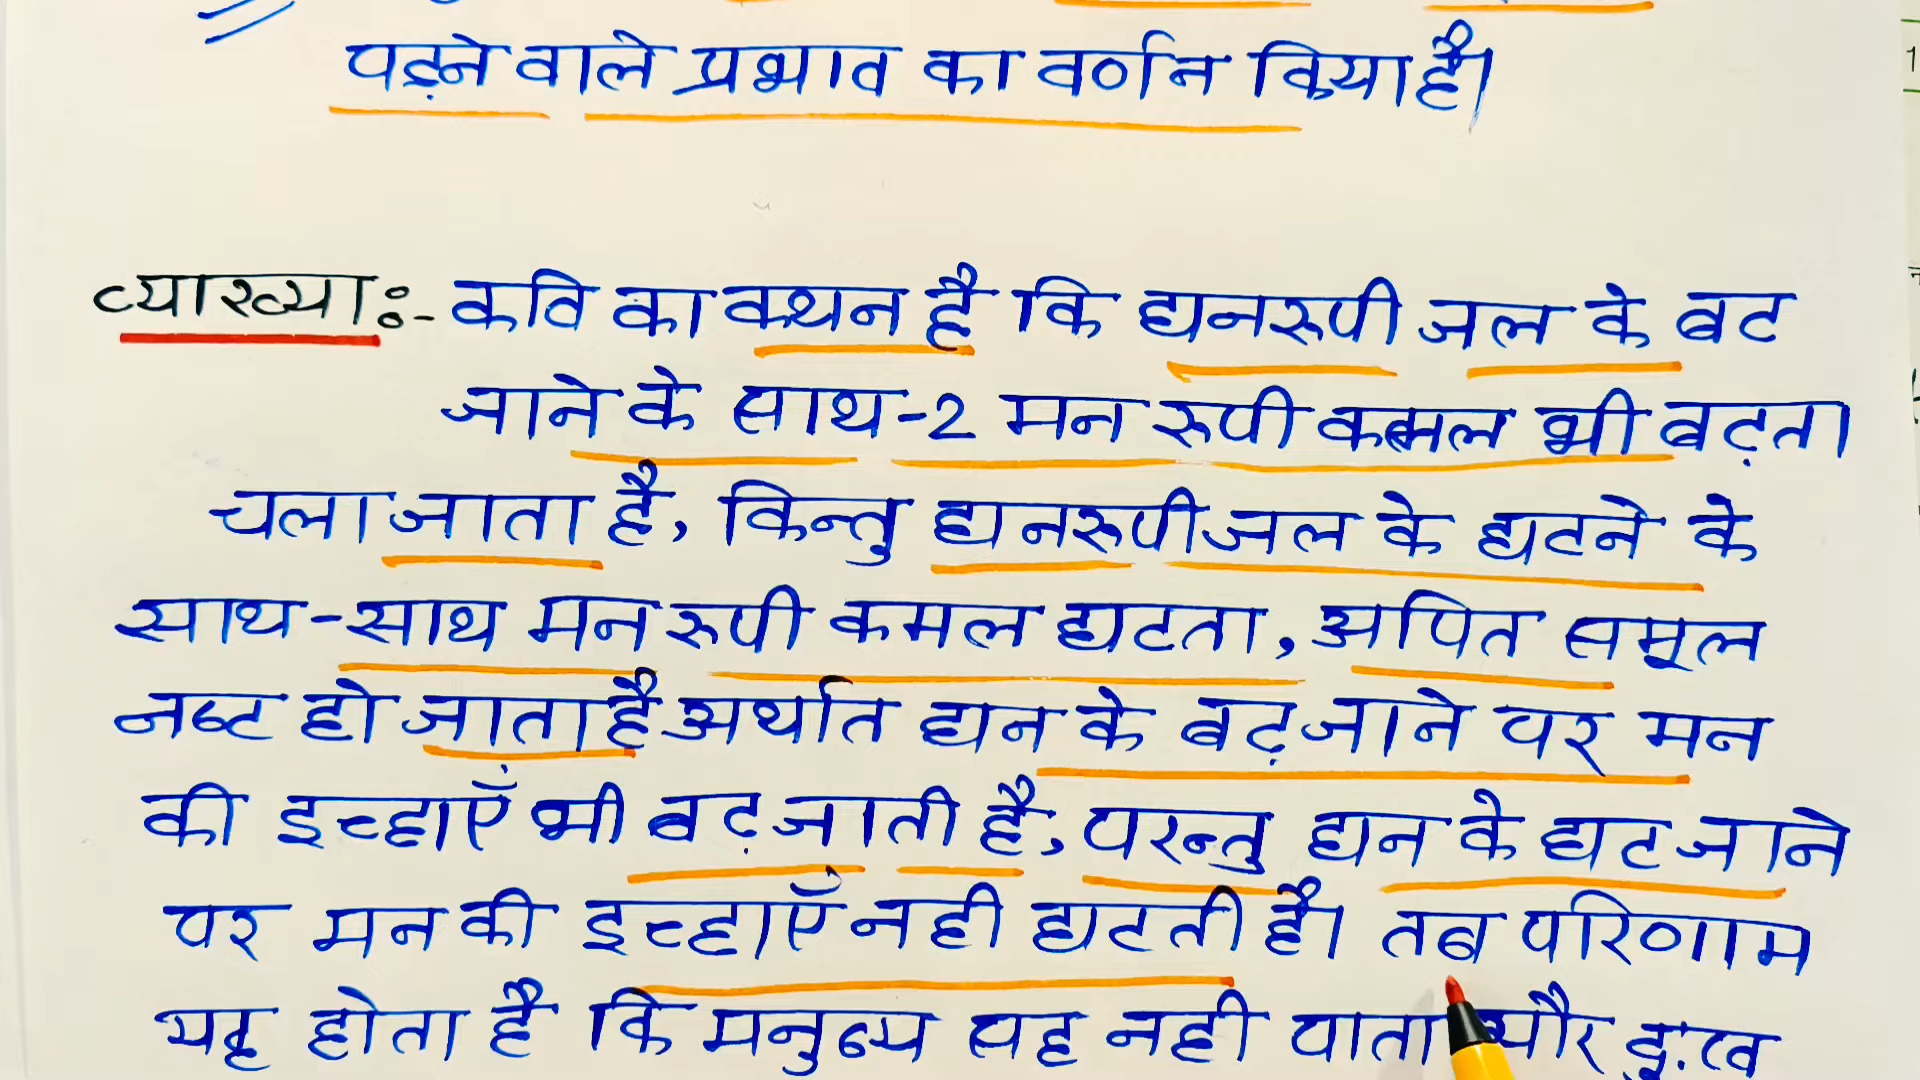 पड़ने वाले प्रभाव का वर्णन किया है।
व्याख्याः- कवि का कथन है कि धनरूपी जल के बट
जाने के साथ-2 मन रूपी कमल भी बढ़ता
चला जाता है, किन्तु धनरूपी जल के घटने के
साथ-साथ मन रूपी कमल घटता, अपित समूल
नष्ट हो जाता है अर्थात धन के बढ़ जाने पर मन
की इच्छाएँ भी बढ़ जाती है, परन्तु धन के घट जाने
पर मन की इच्छाएँ नही घटती है। तब परिणाम
यह होता है कि मनुष्य सह नही पाता और दुःख